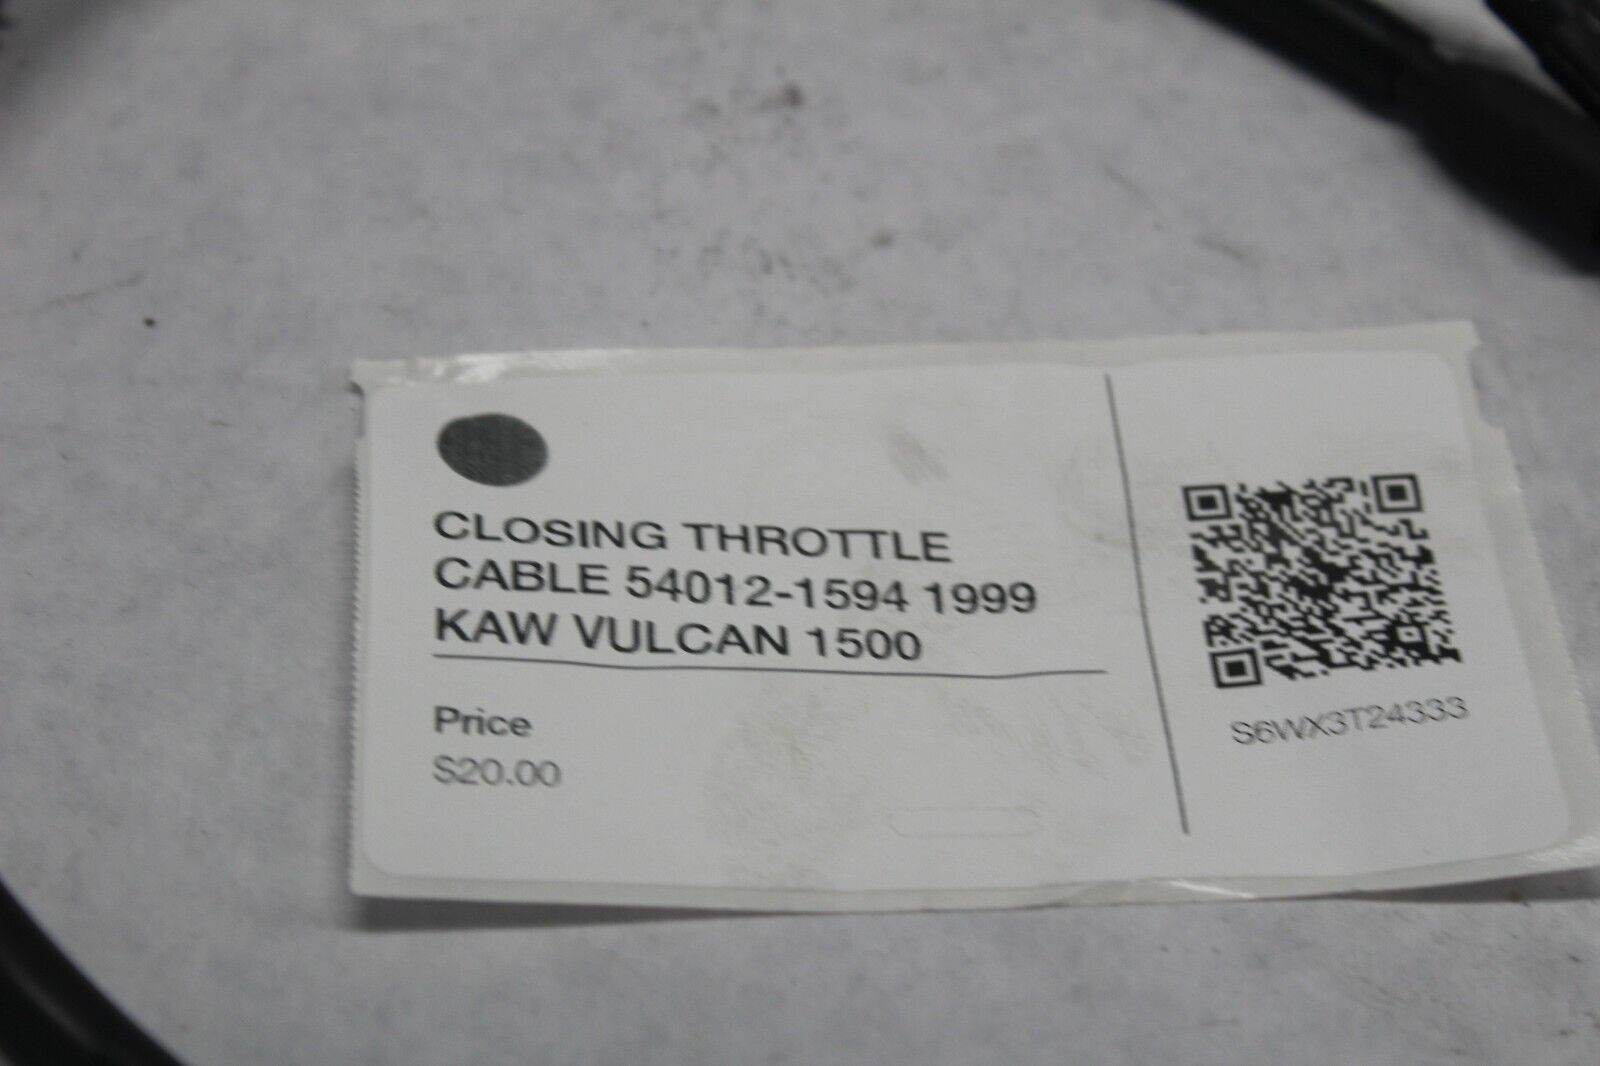 CLOSING THROTTLE
CABLE 54012-1594 1999
KAW VULCAN 1500
Price
$20.00
S6WX3T24333